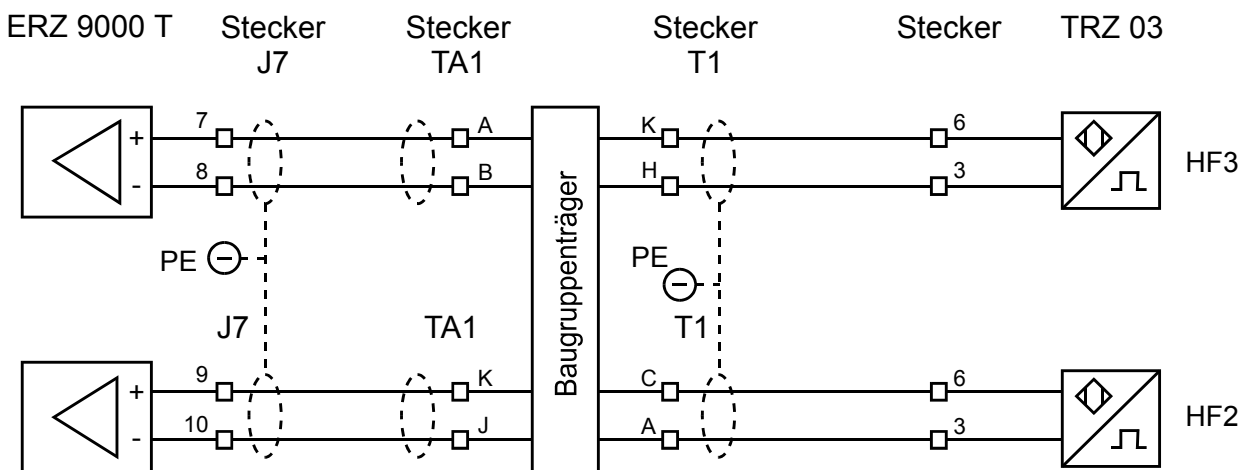 ERZ 9000 T Stecker Stecker Stecker Stecker TRZ 03
J7 TA1 T1
7 A K 6
+
8 B H 3
-
HF3
Baugruppenträger
PE PE
J7 TA1 T1
9 K C 6
+
10 J A 3
-
HF2